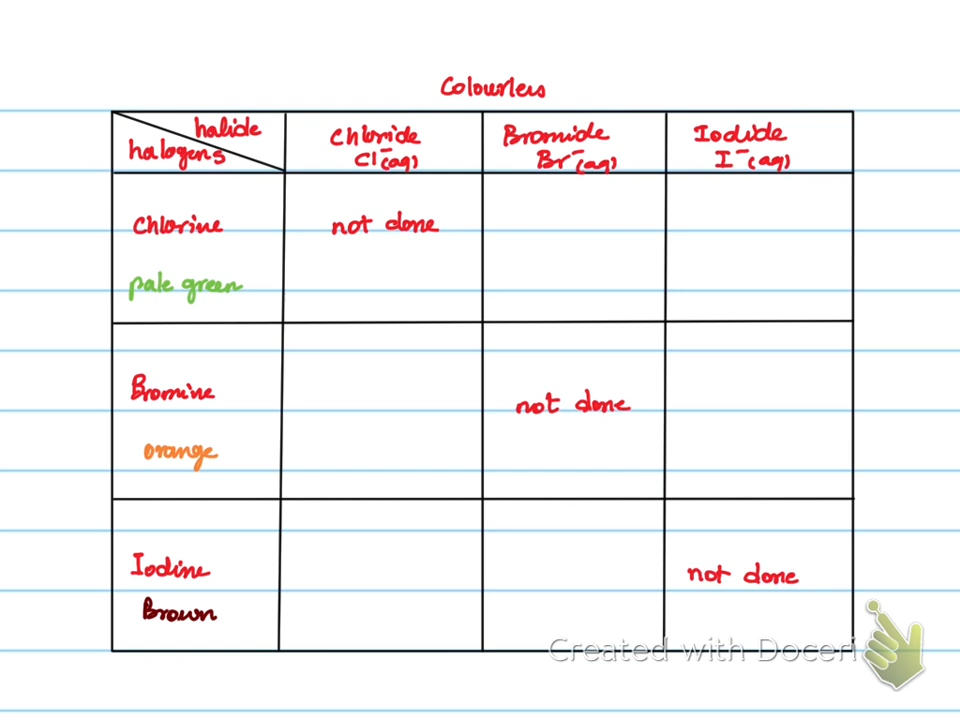 Colourless
halide
halogens
Chloride
Cl⁻(aq)
Bromide
Br⁻(aq)
Iodide
I⁻(aq)
Chlorine
pale green
not done
Bromine
orange
not done
Iodine
Brown
not done
Created with Doceri